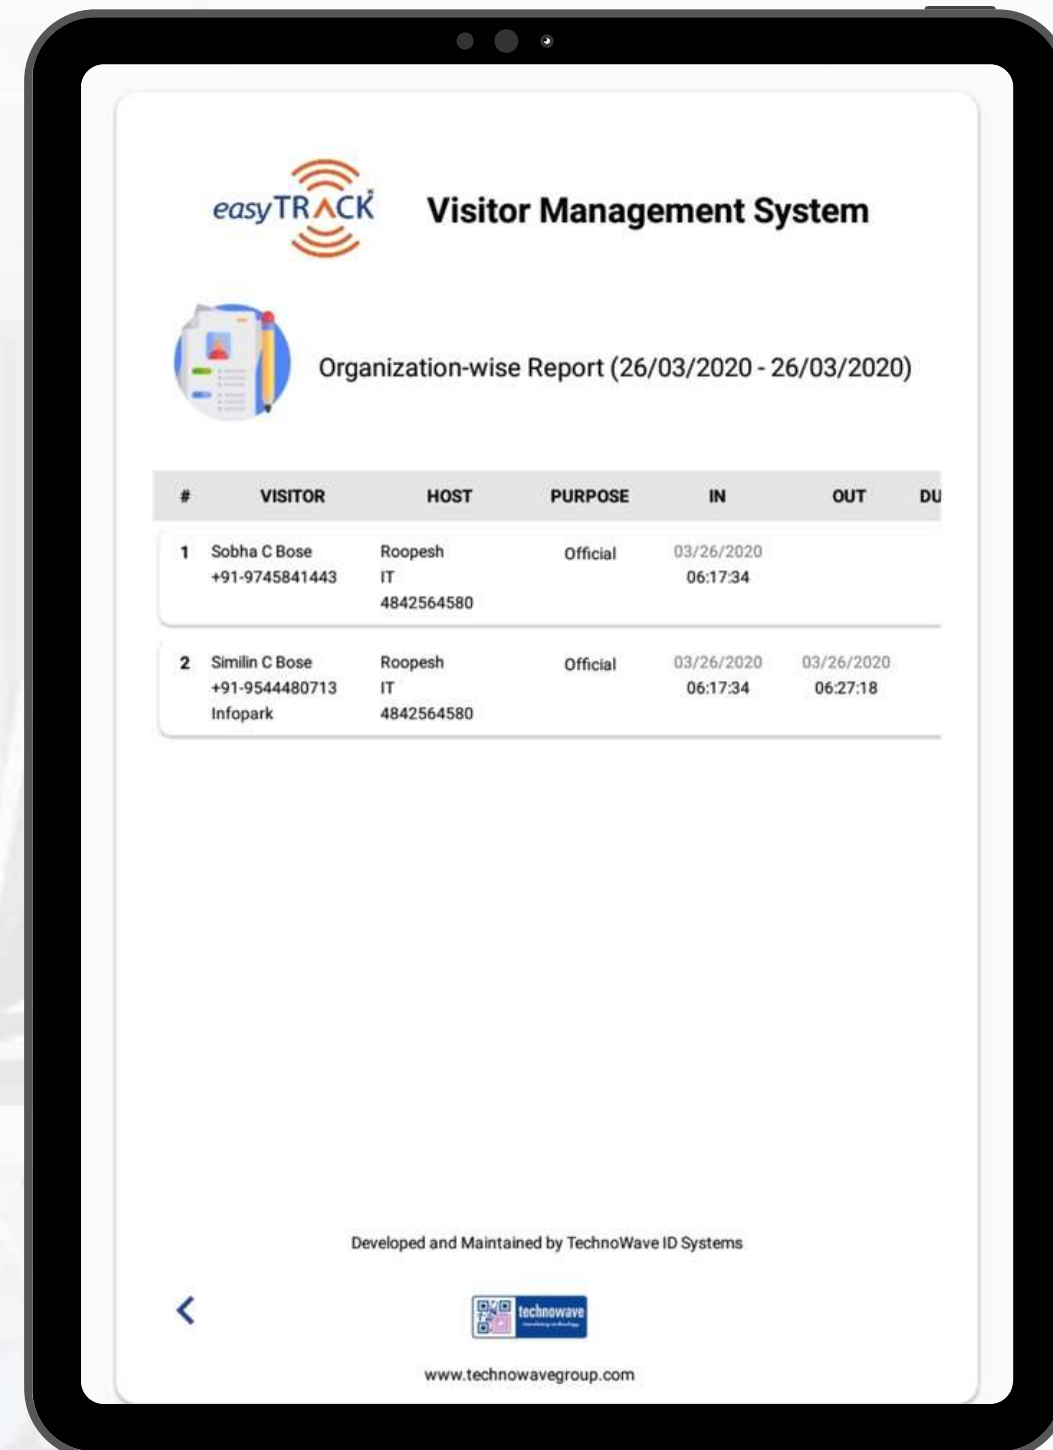 easyTRACK
Visitor Management System
Organization-wise Report (26/03/2020 - 26/03/2020)
# VISITOR HOST PURPOSE IN OUT DU
1 Sobha C Bose Roopesh Official 03/26/2020
+91-9745841443 IT 06:17:34
4842564580
2 Similin C Bose Roopesh Official 03/26/2020 03/26/2020
+91-9544480713 IT 06:17:34 06:27:18
Infopark 4842564580
Developed and Maintained by TechnoWave ID Systems
technowave
www.technowavegroup.com